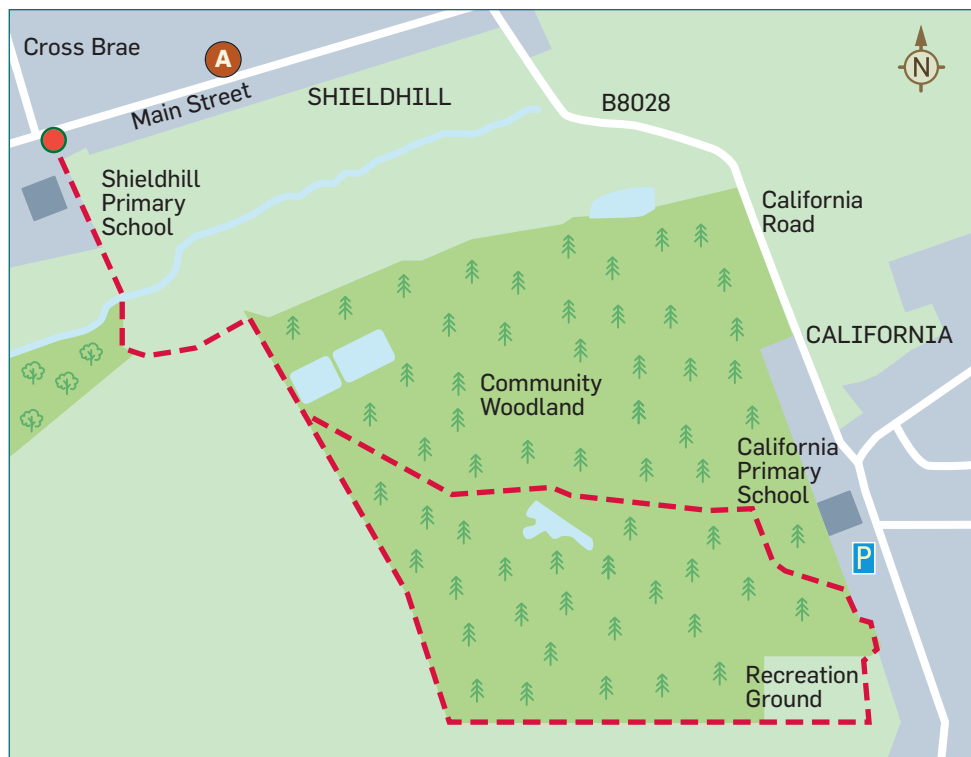 Cross Brae
A
Main Street
SHIELDHILL
B8028
N
Shieldhill
Primary
School
California
Road
CALIFORNIA
Community
Woodland
California
Primary
School
P
Recreation
Ground